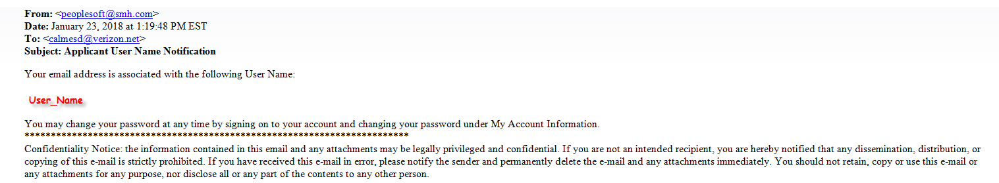 From: <peoplesoft@smh.com>
Date: January 23, 2018 at 1:19:48 PM EST
To: <calmesd@verizon.net>
Subject: Applicant User Name Notification
Your email address is associated with the following User Name:
User_Name
You may change your password at any time by signing on to your account and changing your password under My Account Information.
*************************************************************************
Confidentiality Notice: the information contained in this email and any attachments may be legally privileged and confidential. If you are not an intended recipient, you are hereby notified that any dissemination, distribution, or
copying of this e-mail is strictly prohibited. If you have received this e-mail in error, please notify the sender and permanently delete the e-mail and any attachments immediately. You should not retain, copy or use this e-mail or
any attachments for any purpose, nor disclose all or any part of the contents to any other person.